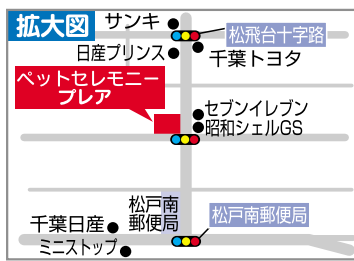 拡大図
サンキ
松飛台十字路
日産プリンス
千葉トヨタ
ペットセレモニー
プレア
セブンイレブン
昭和シェルGS
松戸南
郵便局
松戸南郵便局
千葉日産
ミニストップ